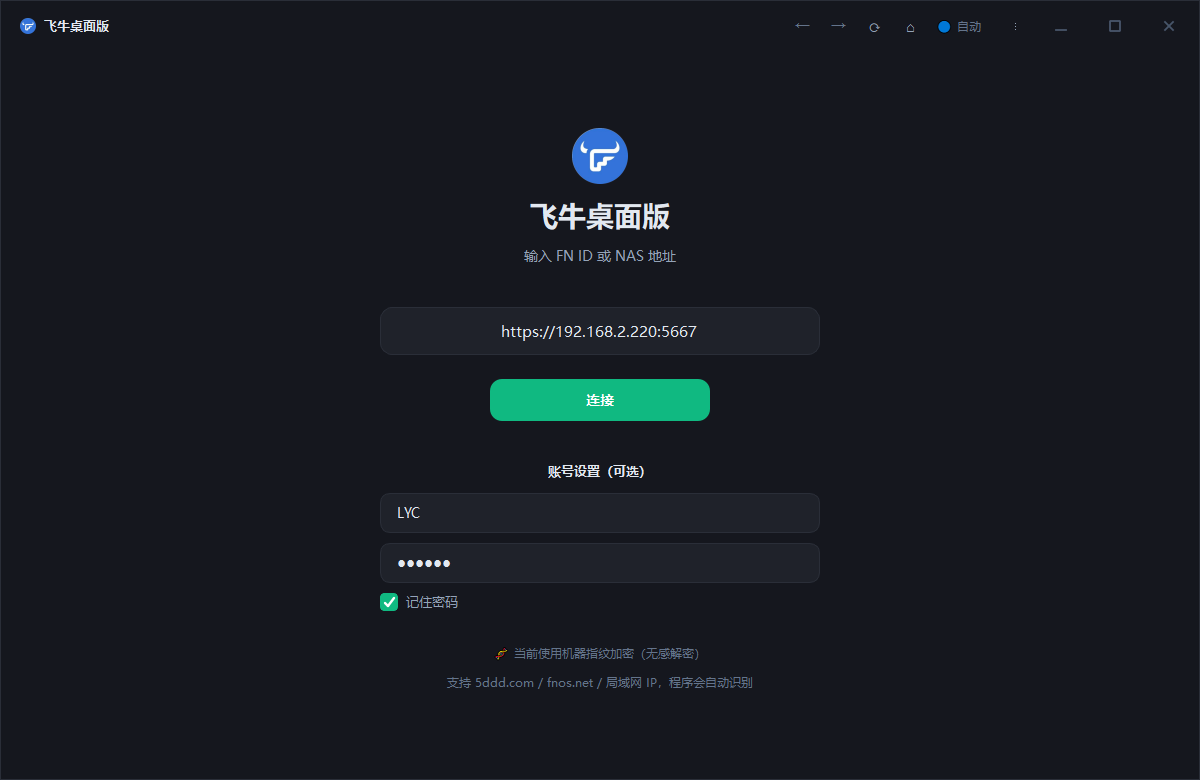 飞牛桌面版
自动
飞牛桌面版
输入 FN ID 或 NAS 地址
https://192.168.2.220:5667
连接
账号设置（可选）
LYC
●●●●●●
记住密码
当前使用机器指纹加密（无感解密）
支持 5ddd.com / fnos.net / 局域网 IP，程序会自动识别